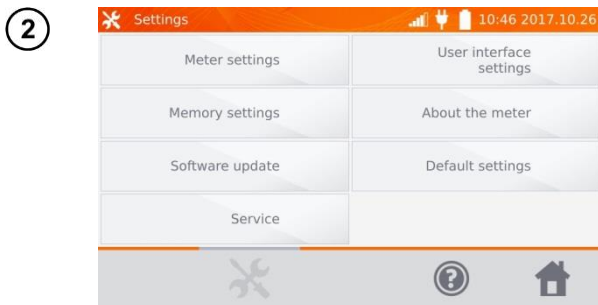 2
Settings 10:46 2017.10.26
Meter settings
User interface
settings
Memory settings
About the meter
Software update
Default settings
Service
?